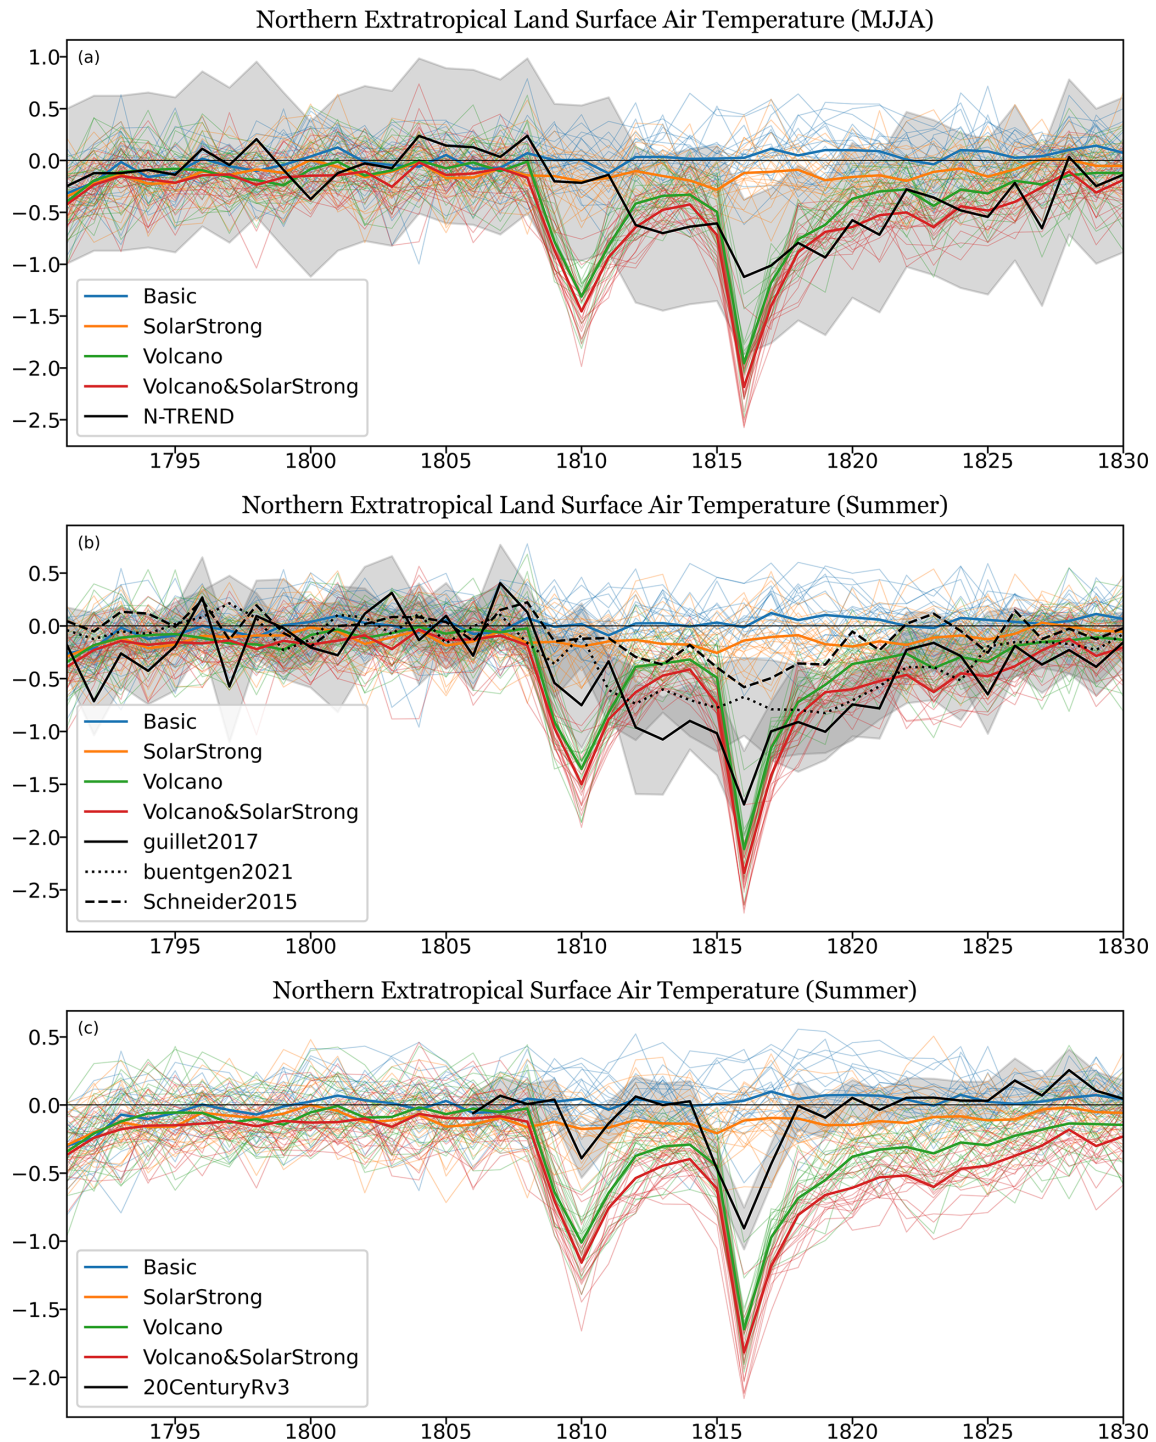 Northern Extratropical Land Surface Air Temperature (MJJA)
(a)
1.0
0.5
0.0
−0.5
−1.0
−1.5
−2.0
−2.5
Basic
SolarStrong
Volcano
Volcano&SolarStrong
N-TREND
1795 1800 1805 1810 1815 1820 1825 1830
Northern Extratropical Land Surface Air Temperature (Summer)
(b)
0.5
0.0
−0.5
−1.0
−1.5
−2.0
−2.5
Basic
SolarStrong
Volcano
Volcano&SolarStrong
guillet2017
buentgen2021
Schneider2015
1795 1800 1805 1810 1815 1820 1825 1830
Northern Extratropical Surface Air Temperature (Summer)
(c)
0.5
0.0
−0.5
−1.0
−1.5
−2.0
Basic
SolarStrong
Volcano
Volcano&SolarStrong
20CenturyRv3
1795 1800 1805 1810 1815 1820 1825 1830